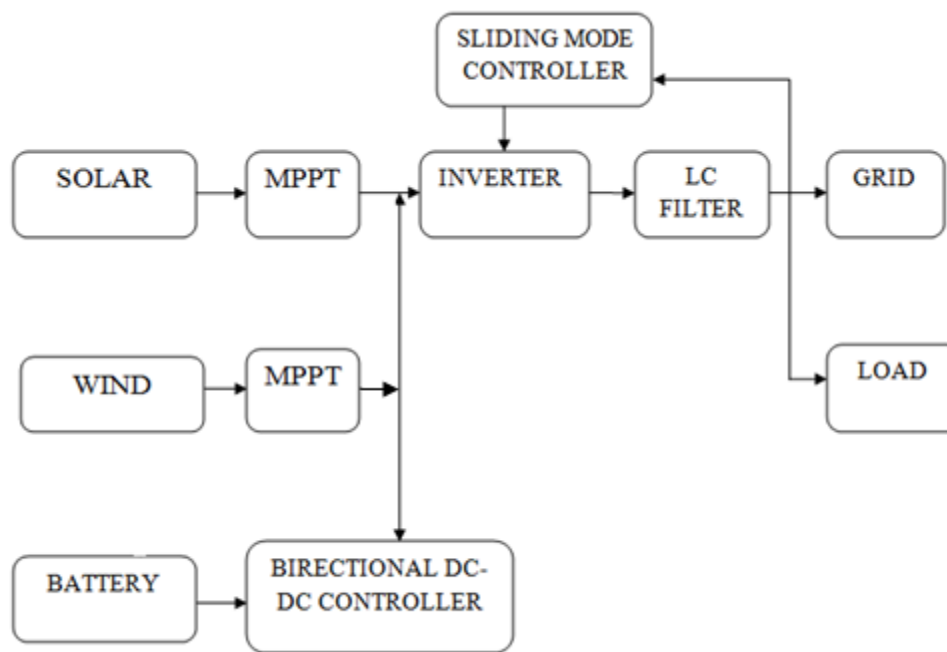 SLIDING MODE
CONTROLLER
SOLAR
MPPT
INVERTER
LC
FILTER
GRID
WIND
MPPT
LOAD
BATTERY
BIRECTIONAL DC-
DC CONTROLLER